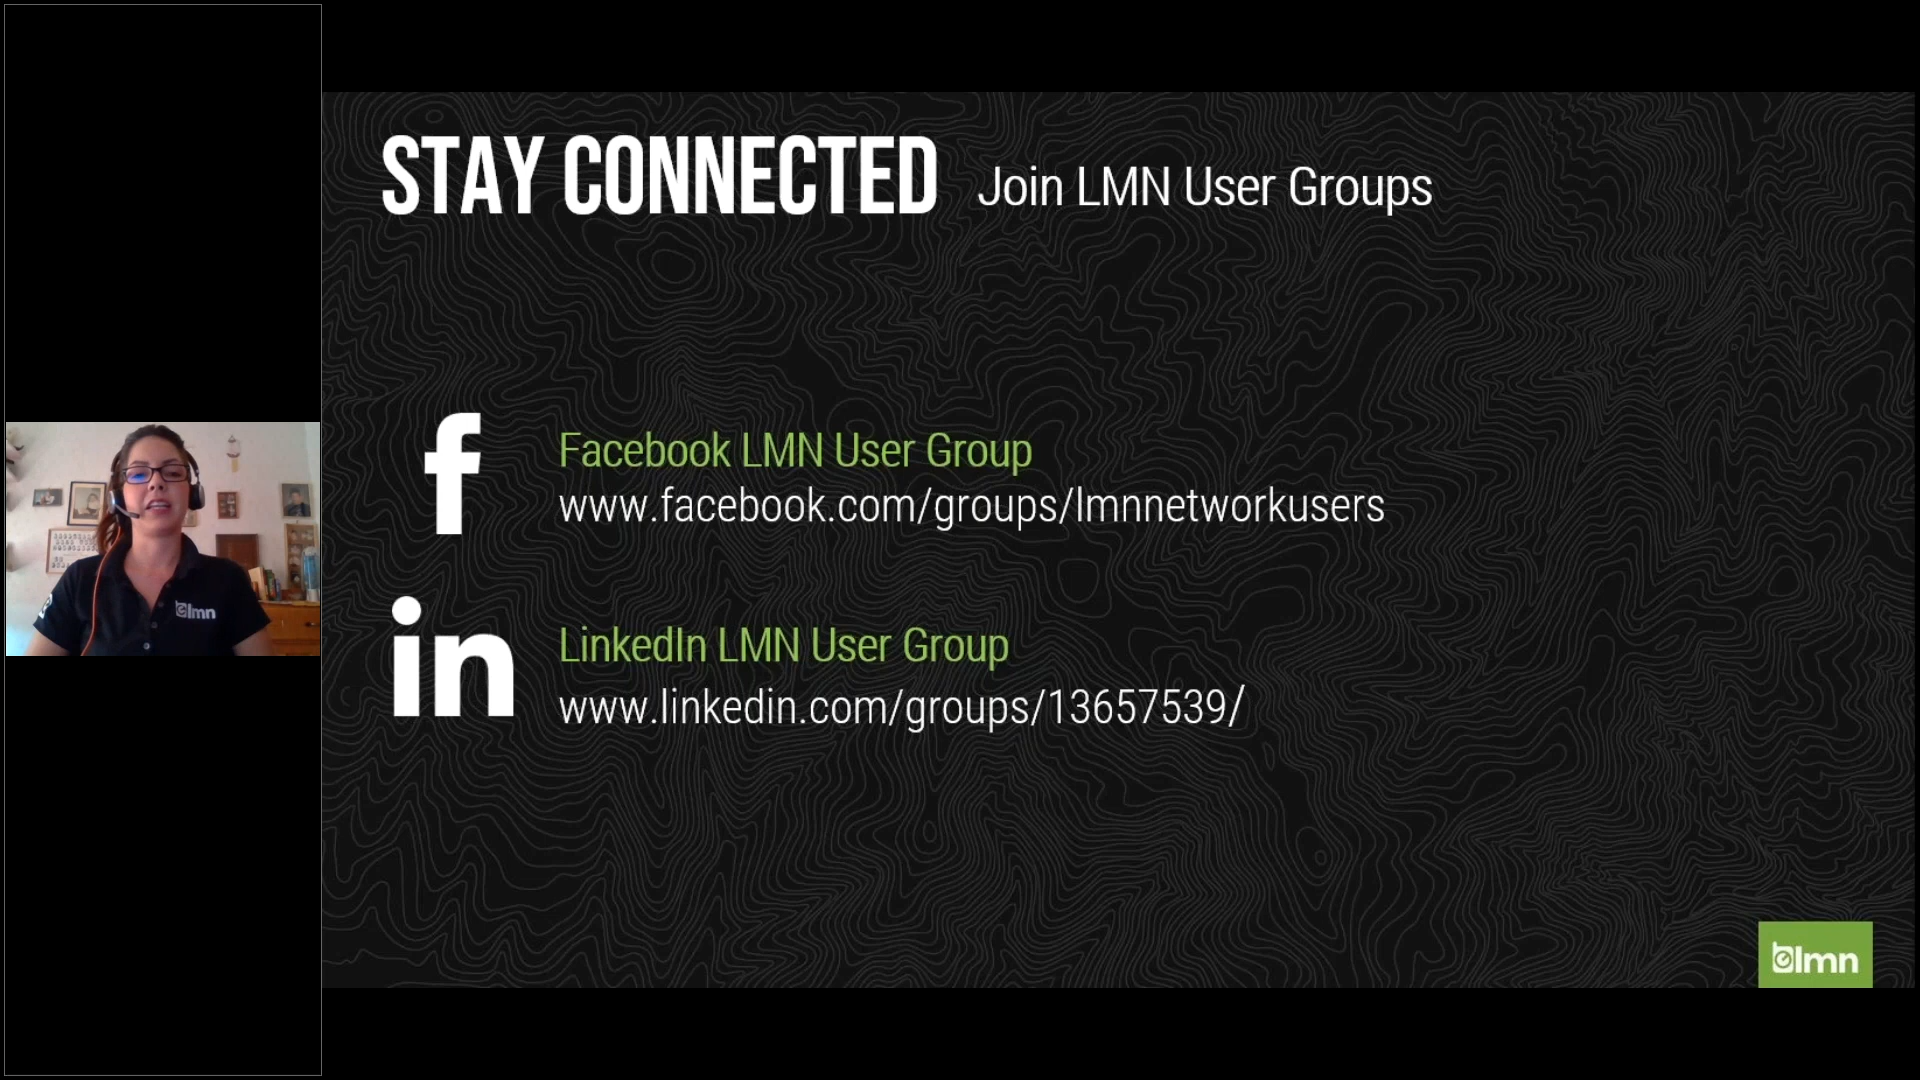 STAY CONNECTED Join LMN User Groups
Facebook LMN User Group
www.facebook.com/groups/lmnnetworkusers
LinkedIn LMN User Group
www.linkedin.com/groups/13657539/
lmn
lmn